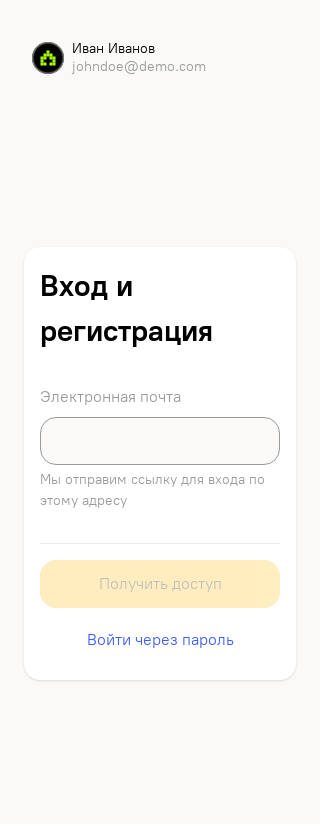 Иван Иванов
johndoe@demo.com
Вход и
регистрация
Электронная почта
Мы отправим ссылку для входа по
этому адресу
Получить доступ
Войти через пароль